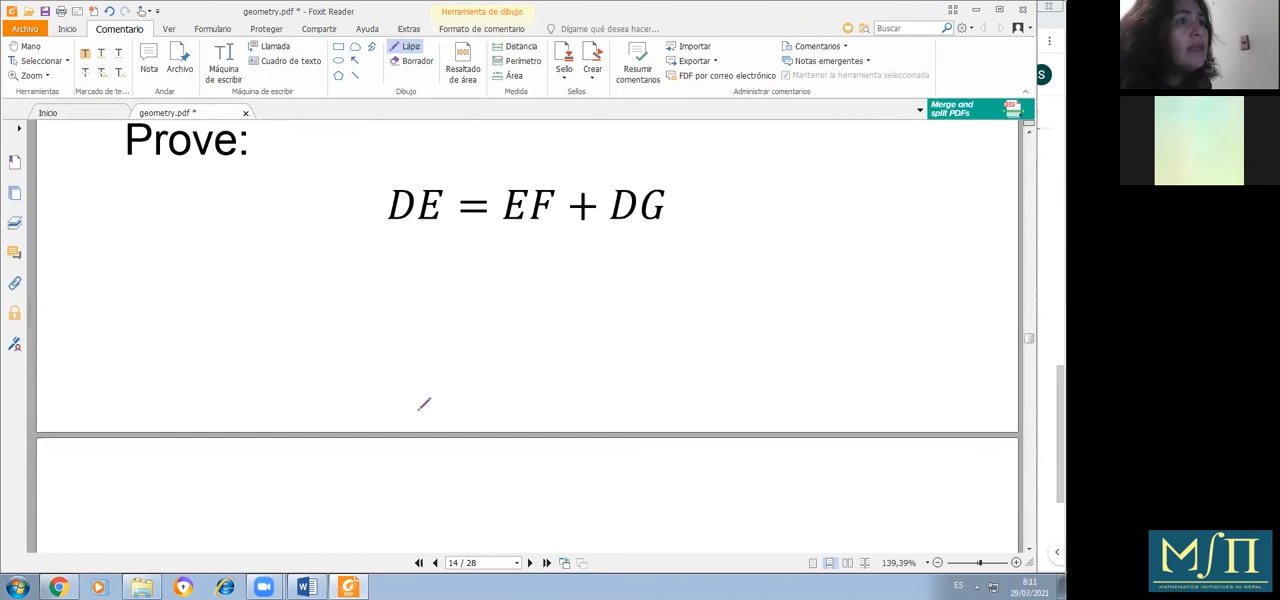 geometry.pdf * - Foxit Reader
Herramienta de dibujo
Archivo Inicio Comentario Ver Formulario Proteger Compartir Ayuda Extras Formato de comentario Dígame qué desea hacer... Buscar
Mano
Seleccionar
Zoom
Herramientas
T T T
T T T
Marcado de te...
Nota
Archivo
Andar
Máquina de escribir
Llamada
Cuadro de texto
Máquina de escribir
Lápiz
Borrador
Dibujo
Resaltado de área
Distancia
Perímetro
Área
Medida
Sello
Crear
Sellos
Resumir comentarios
Importar
Exportar
FDF por correo electrónico
Comentarios
Notas emergentes
Mantener la herramienta seleccionada
Administrar comentarios
Inicio
geometry.pdf *
Merge and
split PDFs
S
Prove:
DE = EF + DG
14 / 28
139,39%
ES
8:11
29/03/2021
PDF
W
M∫Π
MATHEMATICS INITIATIVES IN NEPAL